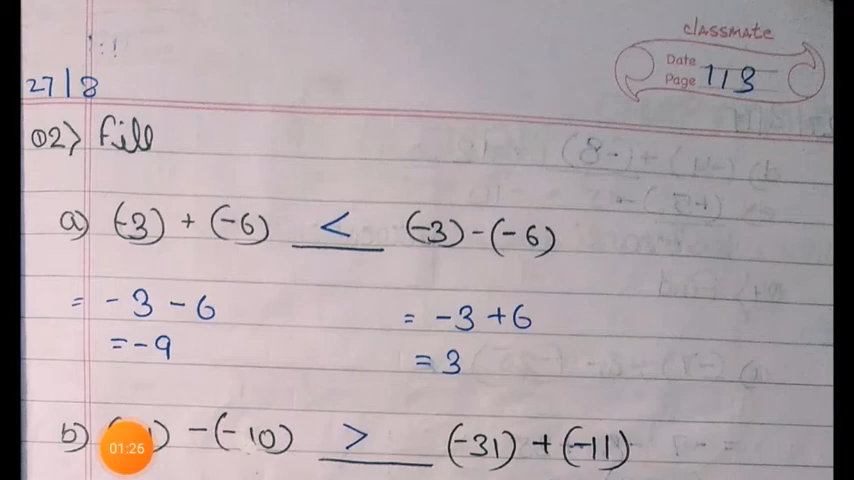 classmate
Date
Page 113
27/8
Q2) Fill
a) (-3) + (-6) < (-3) - (-6)
= -3 - 6 = -3 + 6
= -9 = 3
b) - (-10) > (-31) + (-11)
01:26